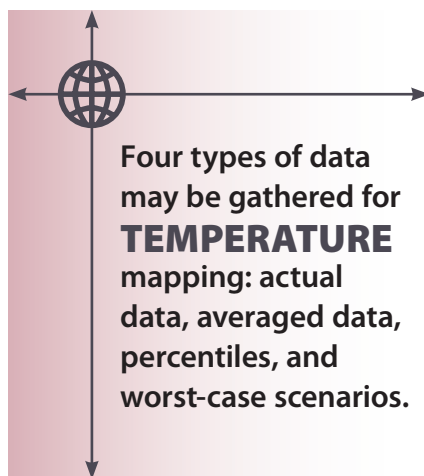 Four types of data
may be gathered for
TEMPERATURE
mapping: actual
data, averaged data,
percentiles, and
worst-case scenarios.